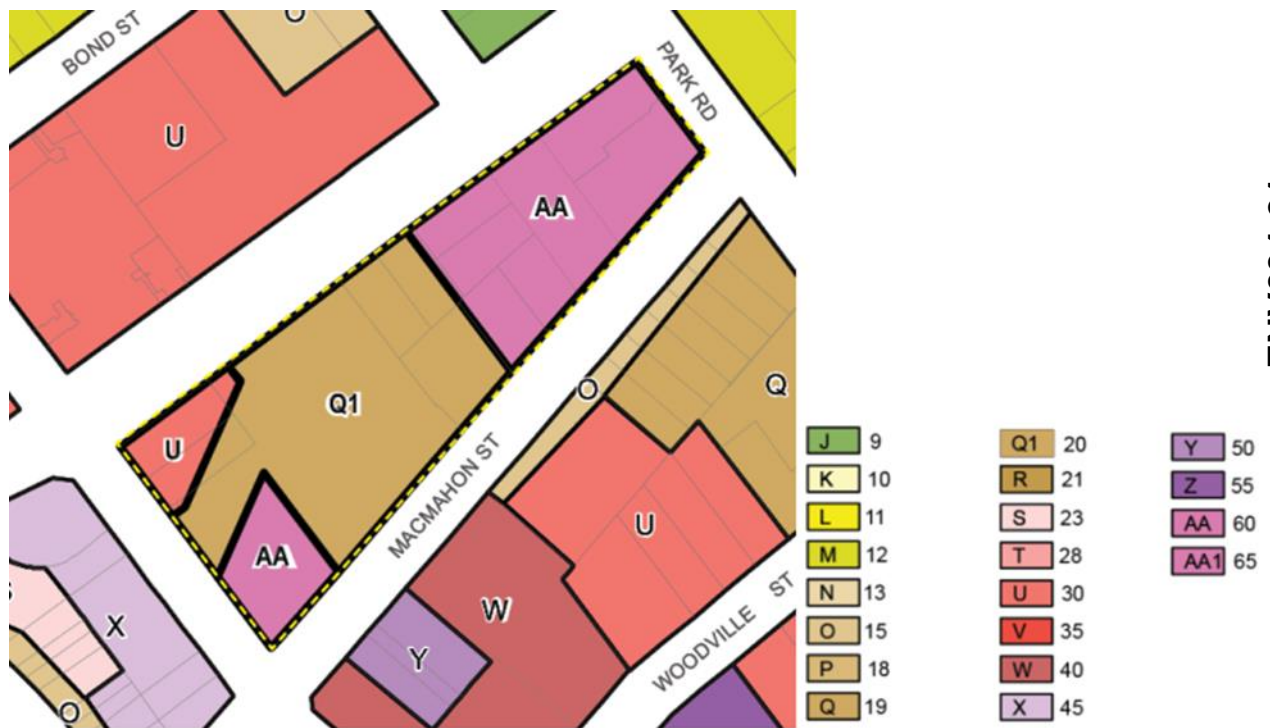 O
BOND ST
PARK RD
U
AA
Q1
O
Q
U
MACMAHON ST
U
AA
W
X
Y
WOODVILLE ST
O
J 9
K 10
L 11
M 12
N 13
O 15
P 18
Q 19
Q1 20
R 21
S 23
T 28
U 30
V 35
W 40
X 45
Y 50
Z 55
AA 60
AA1 65